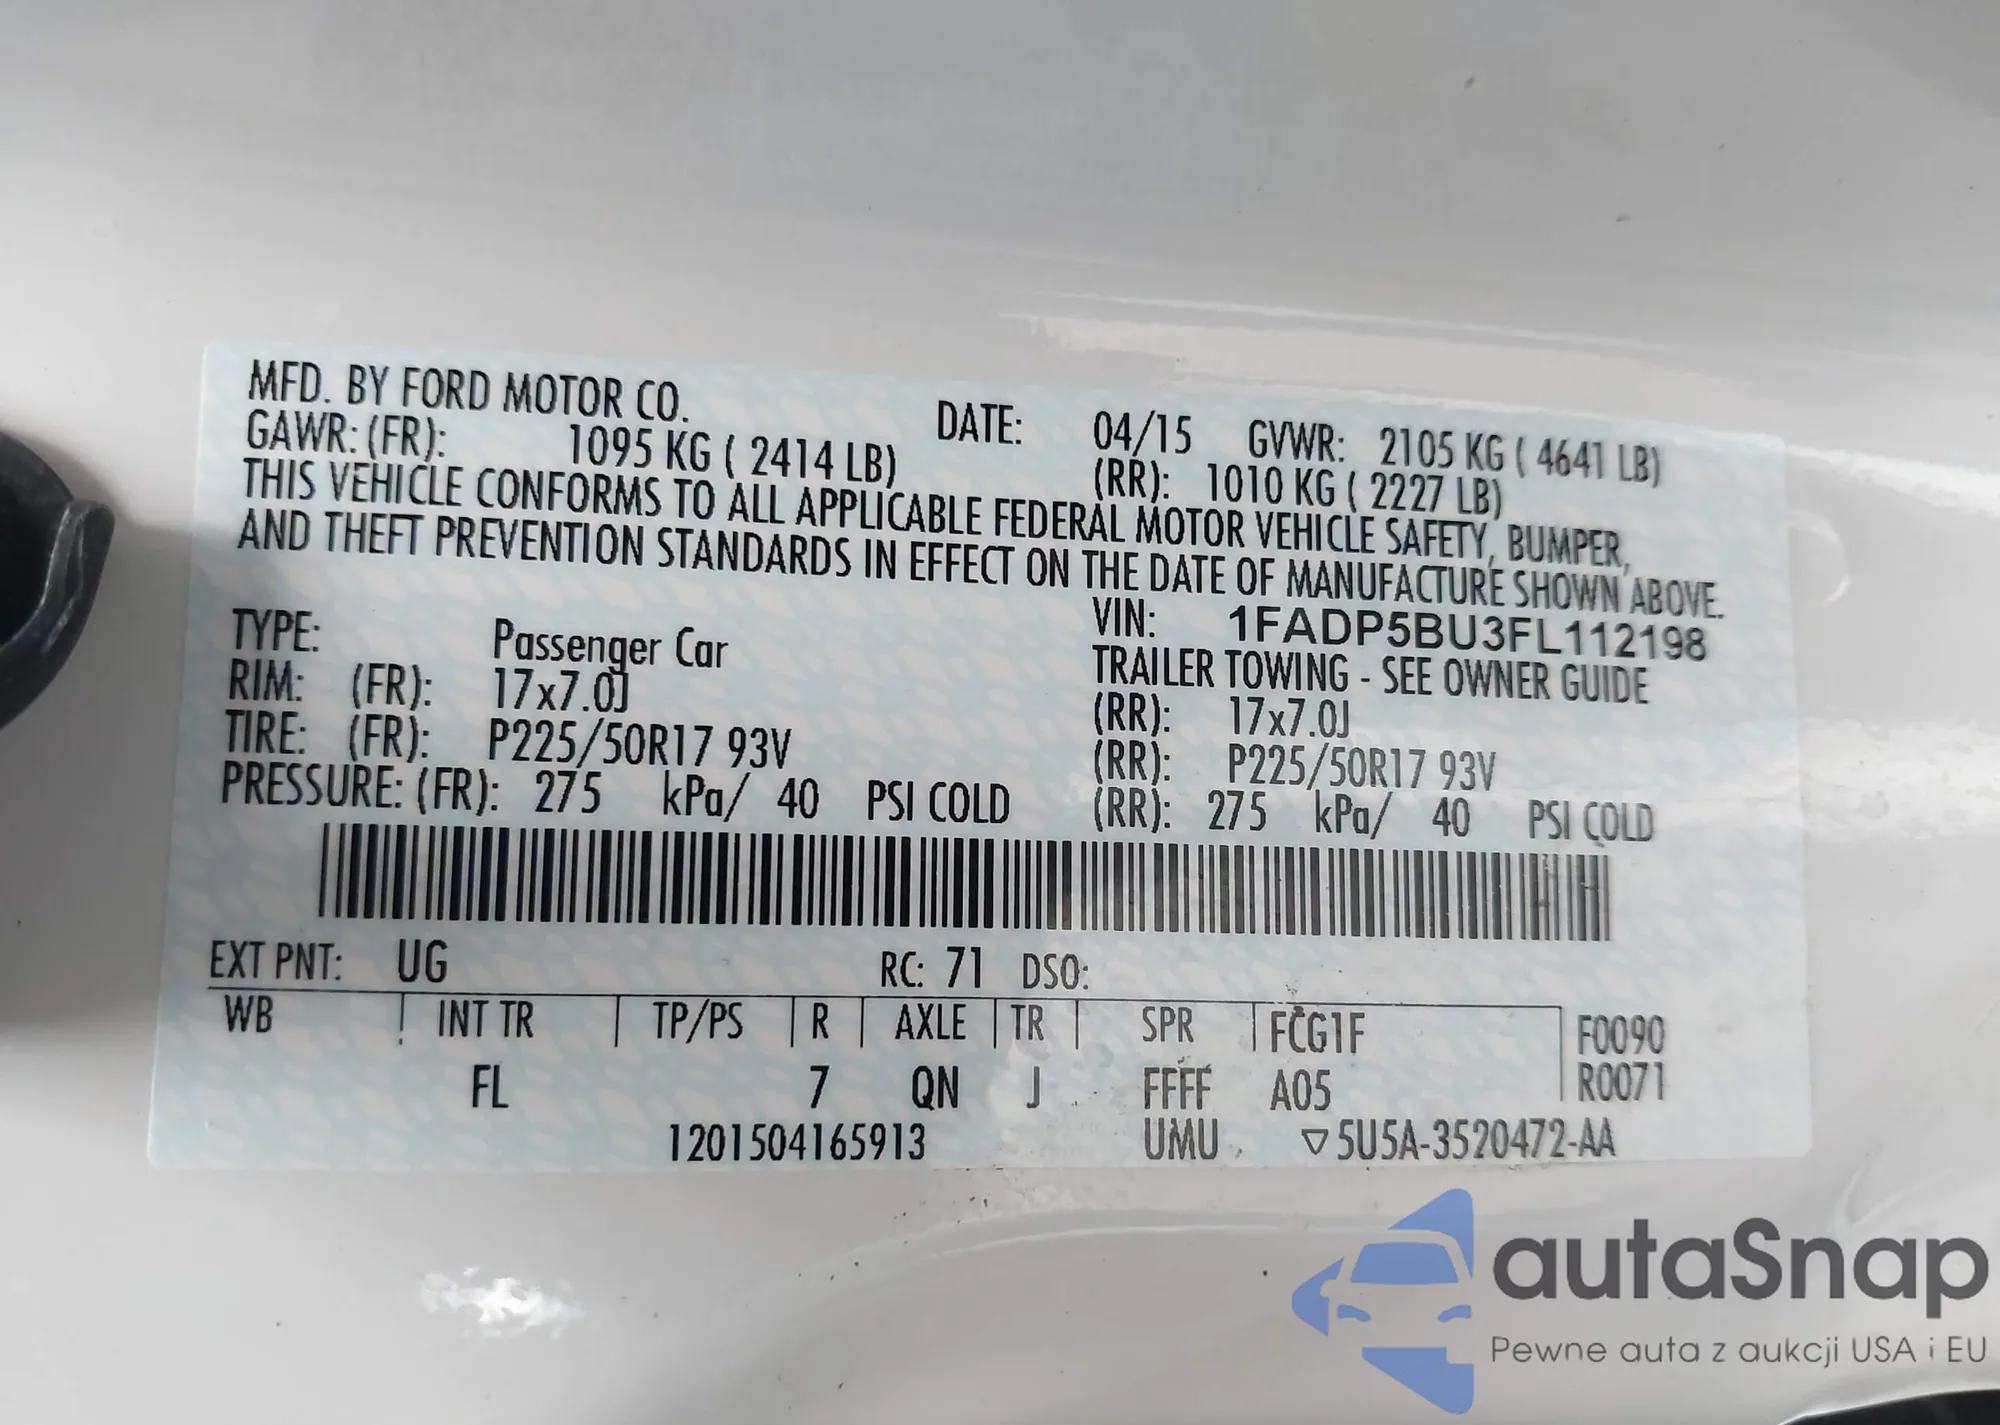 MFD. BY FORD MOTOR CO.
DATE: 04/15 GVWR: 2105 KG ( 4641 LB)
GAWR: (FR): 1095 KG ( 2414 LB) (RR): 1010 KG ( 2227 LB)
THIS VEHICLE CONFORMS TO ALL APPLICABLE FEDERAL MOTOR VEHICLE SAFETY, BUMPER,
AND THEFT PREVENTION STANDARDS IN EFFECT ON THE DATE OF MANUFACTURE SHOWN ABOVE.
VIN: 1FADP5BU3FL112198
TYPE: Passenger Car TRAILER TOWING - SEE OWNER GUIDE
RIM: (FR): 17x7.0J (RR): 17x7.0J
TIRE: (FR): P225/50R17 93V (RR): P225/50R17 93V
PRESSURE: (FR): 275 kPa/ 40 PSI COLD (RR): 275 kPa/ 40 PSI COLD
EXT PNT: UG RC: 71 DSO:
WB INT TR TP/PS R AXLE TR SPR FCG1F F0090
FL 7 QN J FFFF A05 R0071
1201504165913 UMU ▽5U5A-3520472-AA
autaSnap
Pewne auta z aukcji USA i EU